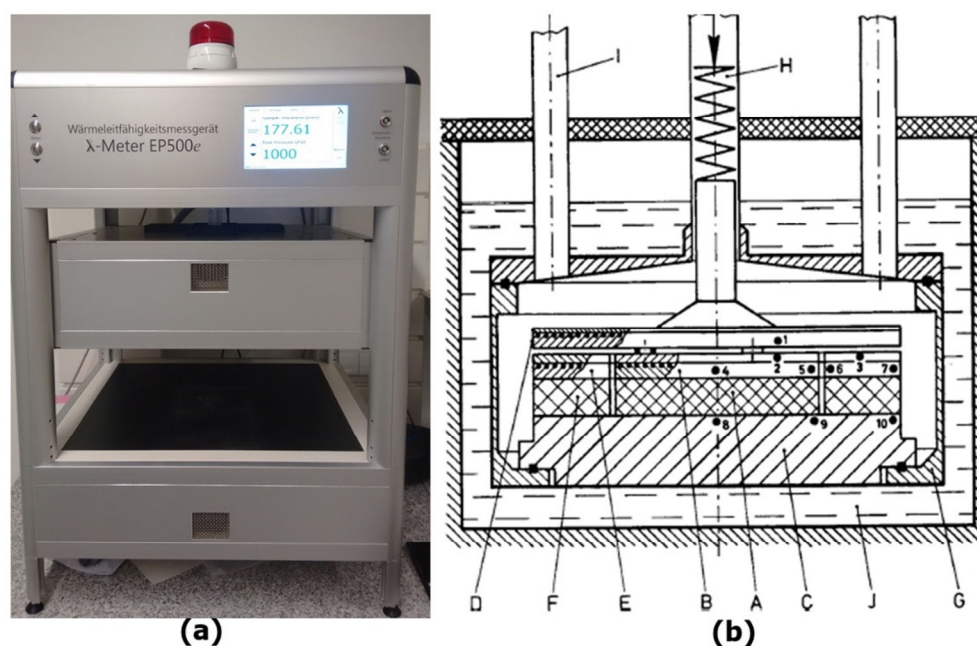 Wärmeleitfähigkeitsmessgerät
λ-Meter EP500e
λ
177.61
1000
(a)
I
H
1
2
3
4
5
6
7
8
9
10
D
F
E
B
A
C
J
G
(b)